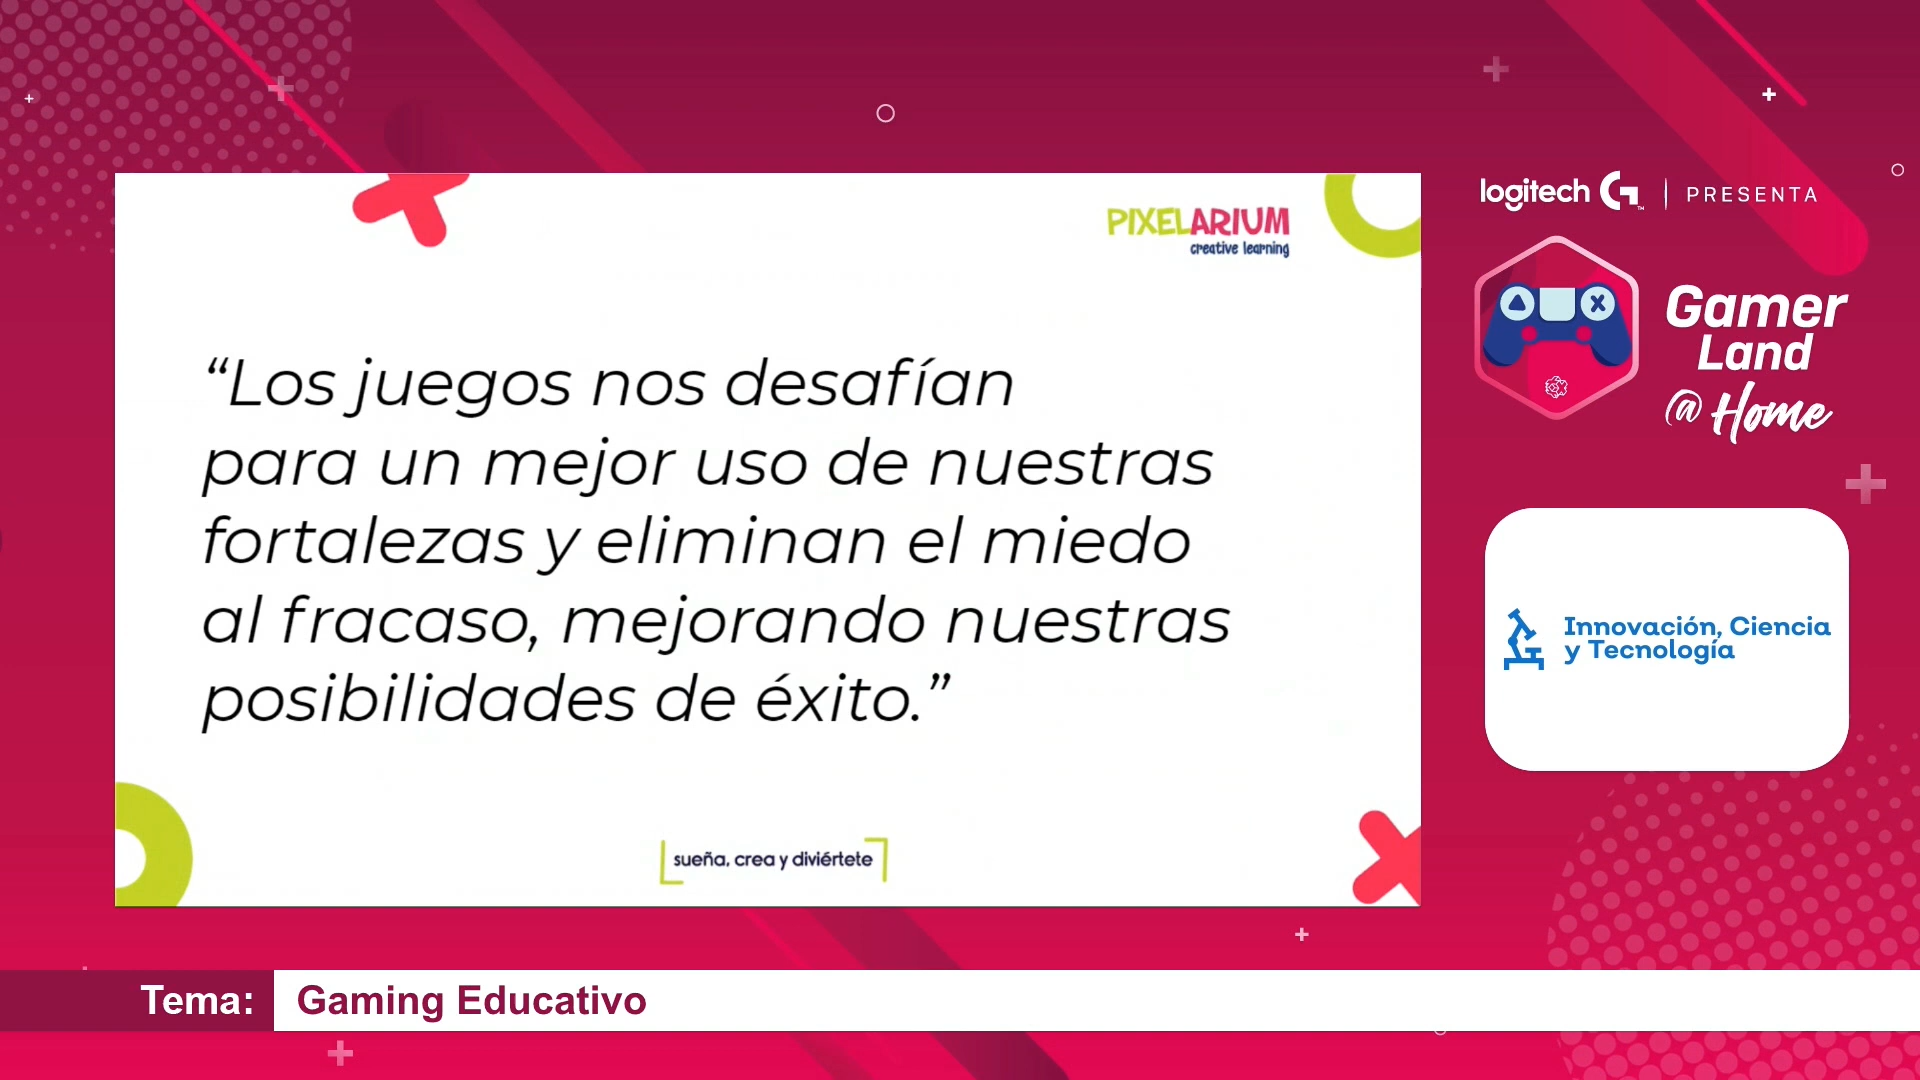 PIXELARIUM
creative learning
“Los juegos nos desafían
para un mejor uso de nuestras
fortalezas y eliminan el miedo
al fracaso, mejorando nuestras
posibilidades de éxito.”
sueña, crea y diviértete
logitech G™ | PRESENTA
Gamer
Land
@ Home
Innovación, Ciencia
y Tecnología
Tema: Gaming Educativo